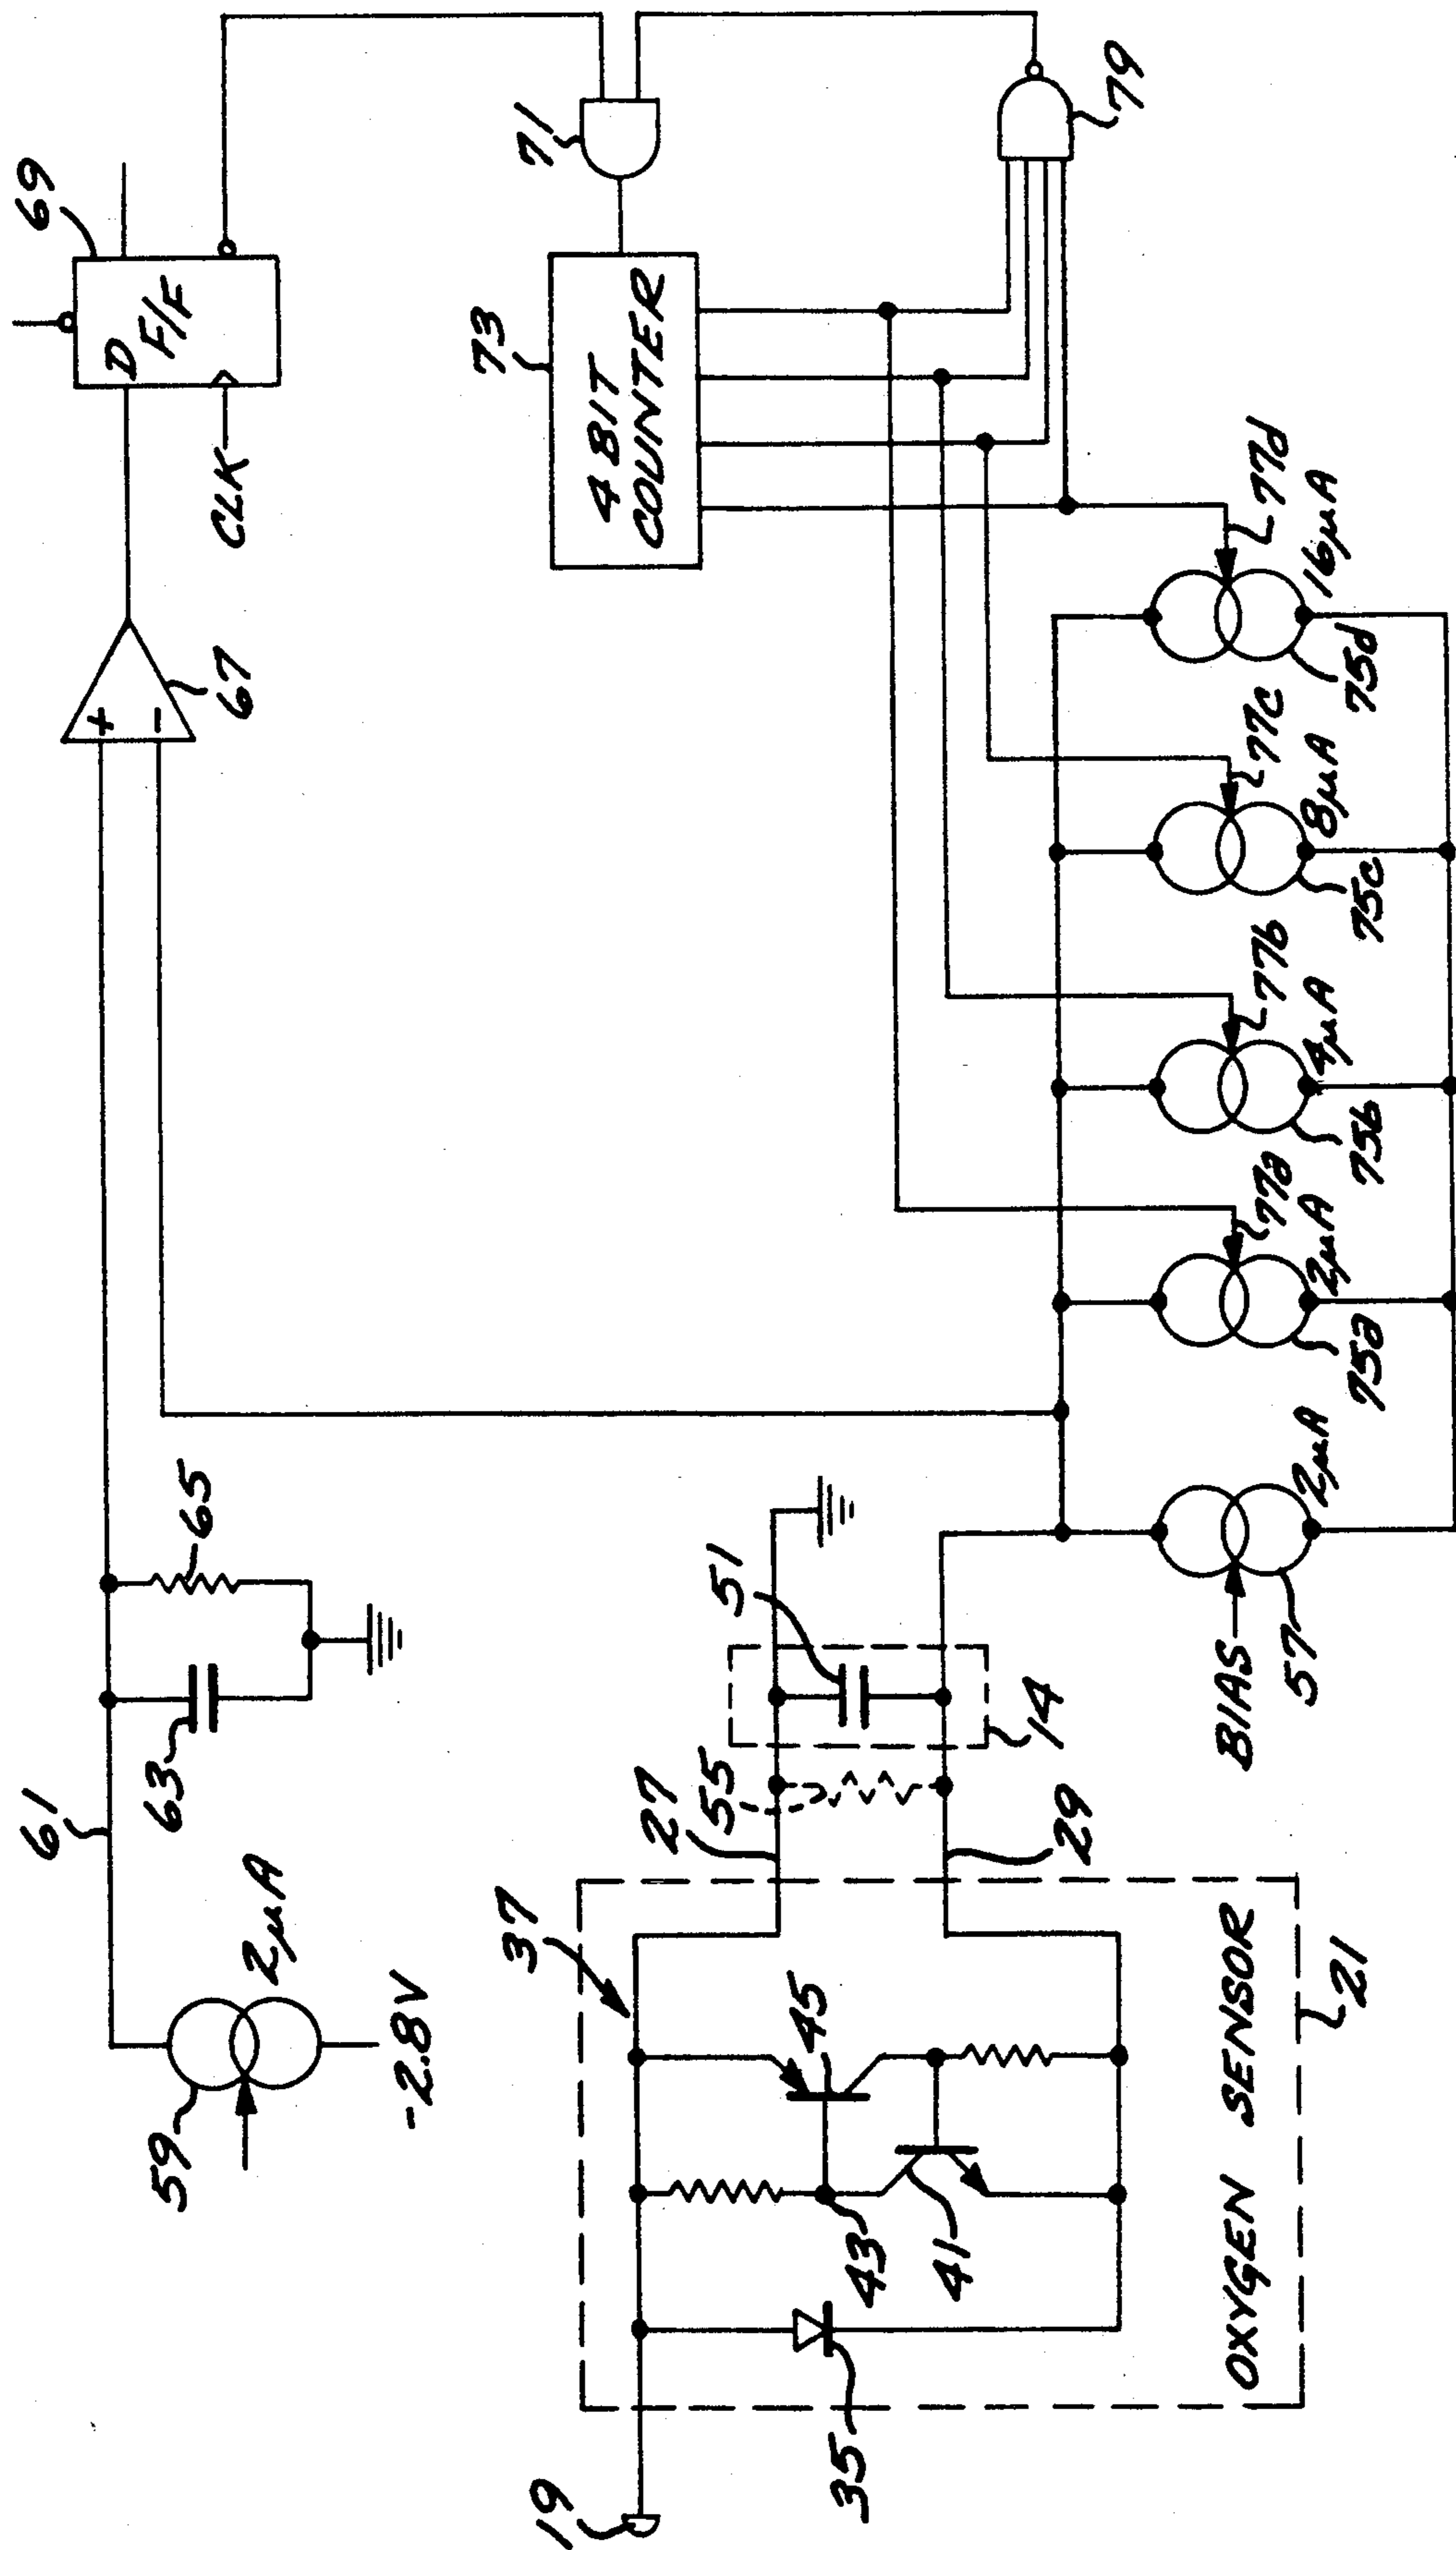 59
2μA
-2.8V
61
63
65
67
D
F/F
CLK
69
71
73
4 BIT
COUNTER
79
19
35
43
41
45
37
OXYGEN SENSOR
21
27
55
29
51
14
BIAS
57
2μA
75a
77a
2μA
75b
77b
4μA
75c
77c
8μA
75d
77d
16μA
+
-